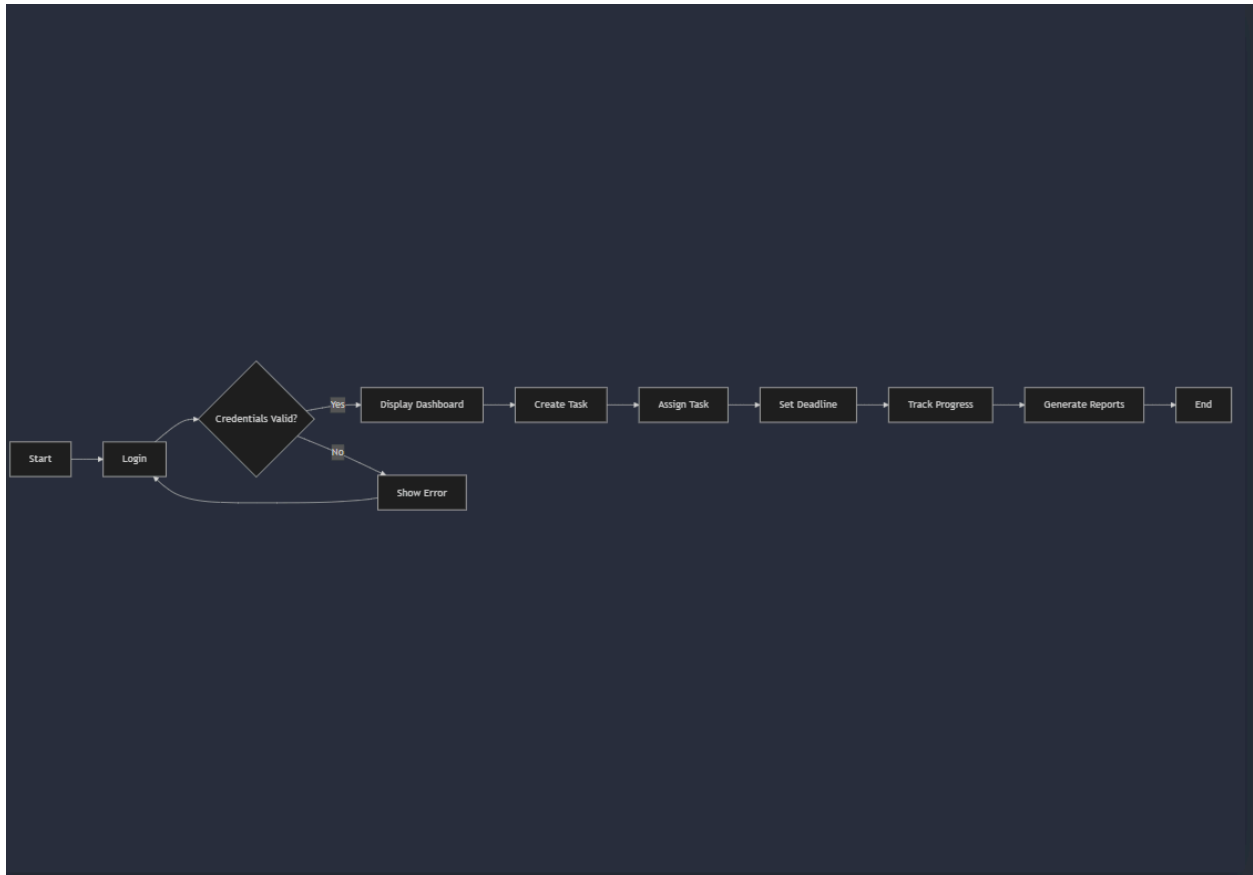 Start
Login
Credentials Valid?
Yes
No
Display Dashboard
Show Error
Create Task
Assign Task
Set Deadline
Track Progress
Generate Reports
End